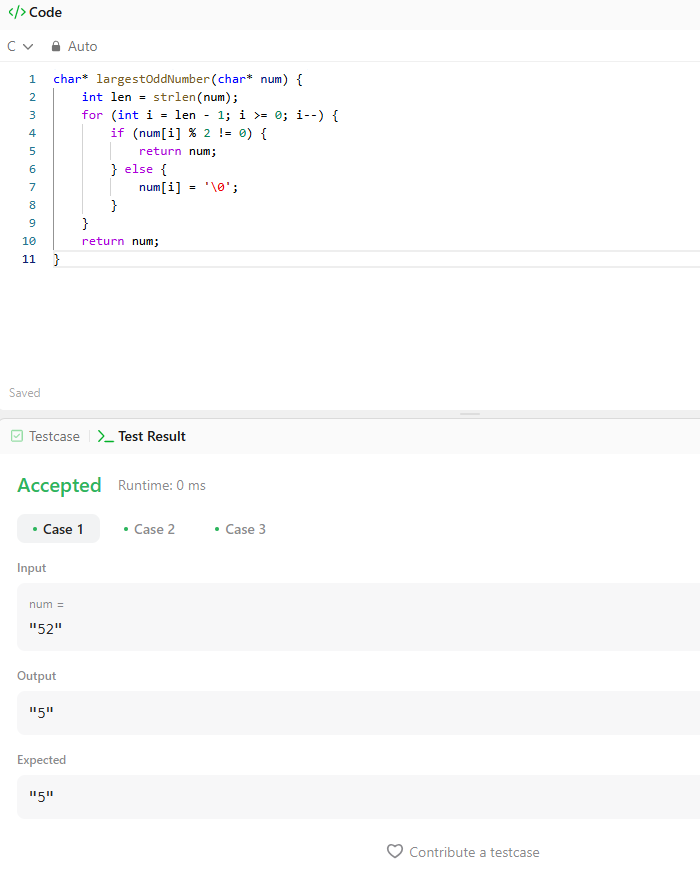 </> Code
C Auto
1 char* largestOddNumber(char* num) {
2     int len = strlen(num);
3     for (int i = len - 1; i >= 0; i--) {
4         if (num[i] % 2 != 0) {
5             return num;
6         } else {
7             num[i] = '\0';
8         }
9     }
10     return num;
11 }
Saved
Testcase Test Result
Accepted Runtime: 0 ms
Case 1 Case 2 Case 3
Input
num =
"52"
Output
"5"
Expected
"5"
Contribute a testcase